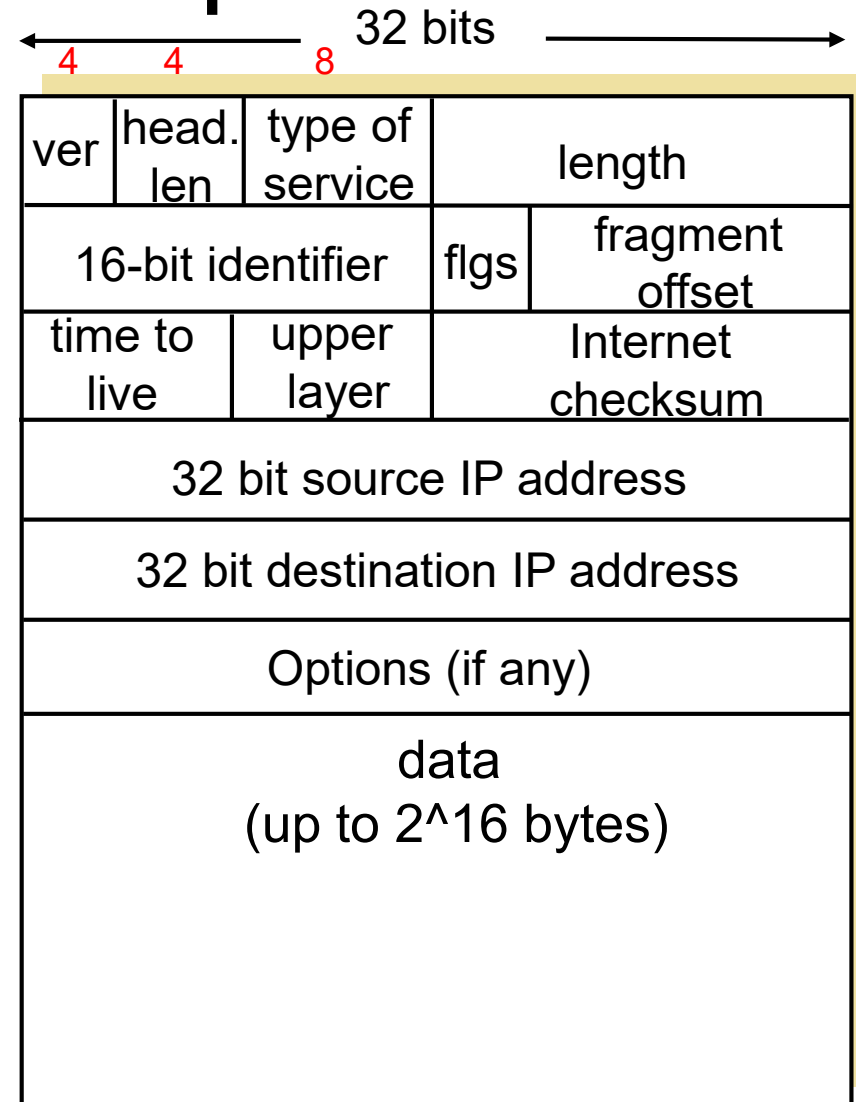 32 bits
4 4 8
ver head. len type of service length
16-bit identifier flgs fragment offset
time to live upper layer Internet checksum
32 bit source IP address
32 bit destination IP address
Options (if any)
data
(up to 2^16 bytes)